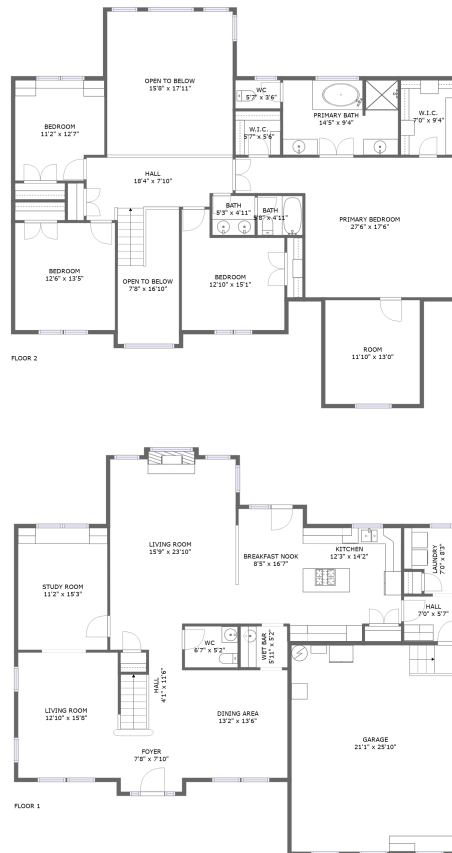 OPEN TO BELOW
15'8" x 17'11"
WC
5'7" x 3'6"
PRIMARY BATH
14'5" x 9'4"
W.I.C.
7'0" x 9'4"
BEDROOM
11'2" x 12'7"
W.I.C.
5'7" x 5'6"
HALL
18'4" x 7'10"
BATH
5'3" x 4'11"
BATH
5'8" x 4'11"
PRIMARY BEDROOM
27'6" x 17'6"
BEDROOM
12'6" x 13'5"
OPEN TO BELOW
7'8" x 16'10"
BEDROOM
12'10" x 15'1"
ROOM
11'10" x 13'0"
FLOOR 2
LIVING ROOM
15'9" x 23'10"
BREAKFAST NOOK
8'5" x 16'7"
KITCHEN
12'3" x 14'2"
LAUNDRY
7'0" x 8'3"
STUDY ROOM
11'2" x 15'3"
HALL
7'0" x 5'7"
WC
6'7" x 5'2"
WET BAR
5'11" x 5'2"
HALL
4'1" x 11'6"
LIVING ROOM
12'10" x 15'8"
DINING AREA
13'2" x 13'6"
FOYER
7'8" x 7'10"
GARAGE
21'1" x 25'10"
FLOOR 1